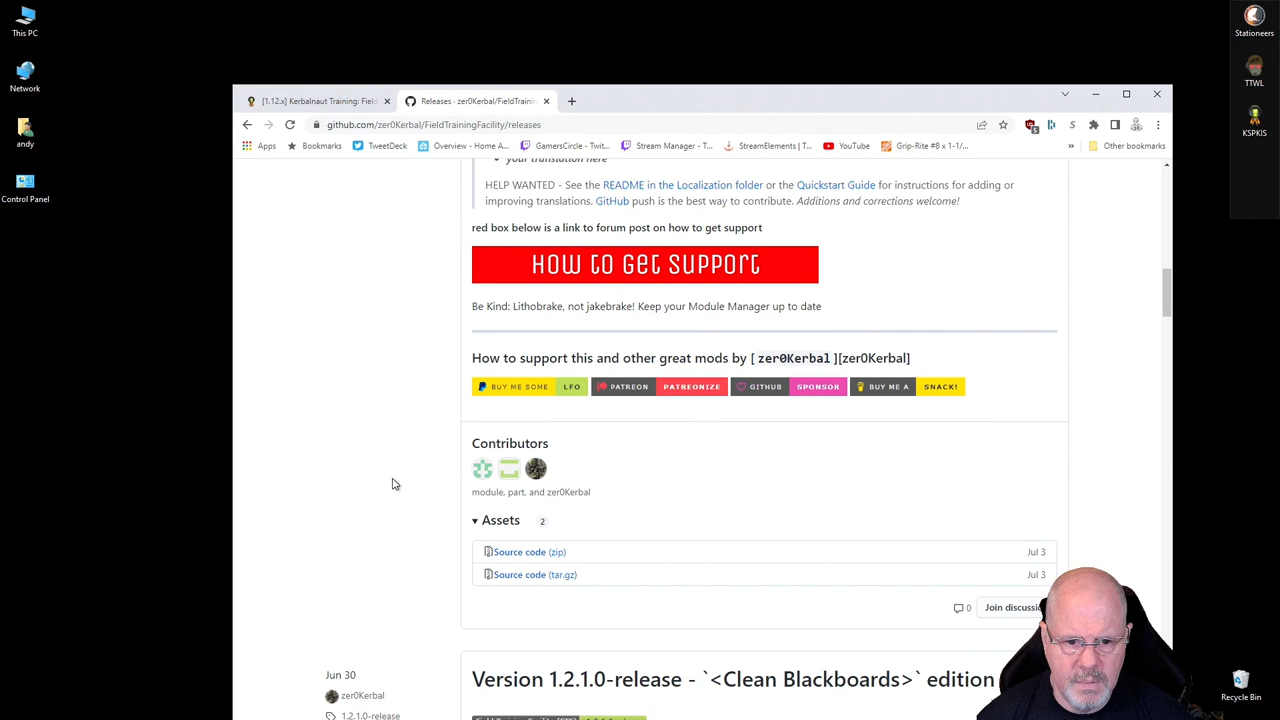 This PC
Network
andy
Control Panel
Stationeers
TTWL
KSPKIS
Recycle Bin
[1.12.x] Kerbalnaut Training: Field
Releases · zer0Kerbal/FieldTrainin
github.com/zer0Kerbal/FieldTrainingFacility/releases
5
Apps
Bookmarks
TweetDeck
Overview - Home A...
GamersCircle - Twit...
Stream Manager - T...
StreamElements | T...
YouTube
Grip-Rite #8 x 1-1/...
»
Other bookmarks
your translation here
HELP WANTED - See the README in the Localization folder or the Quickstart Guide for instructions for adding or
improving translations. GitHub push is the best way to contribute. Additions and corrections welcome!
red box below is a link to forum post on how to get support
How to Get Support
Be Kind: Lithobrake, not jakebrake! Keep your Module Manager up to date
How to support this and other great mods by [ zer0Kerbal ][zer0Kerbal]
BUY ME SOME LFO PATREON PATREONIZE GITHUB SPONSOR BUY ME A SNACK!
Contributors
module, part, and zer0Kerbal
Assets 2
Source code (zip) Jul 3
Source code (tar.gz) Jul 3
0 Join discussi
Jun 30
zer0Kerbal
1.2.1.0-release
Version 1.2.1.0-release - `<Clean Blackboards>` edition